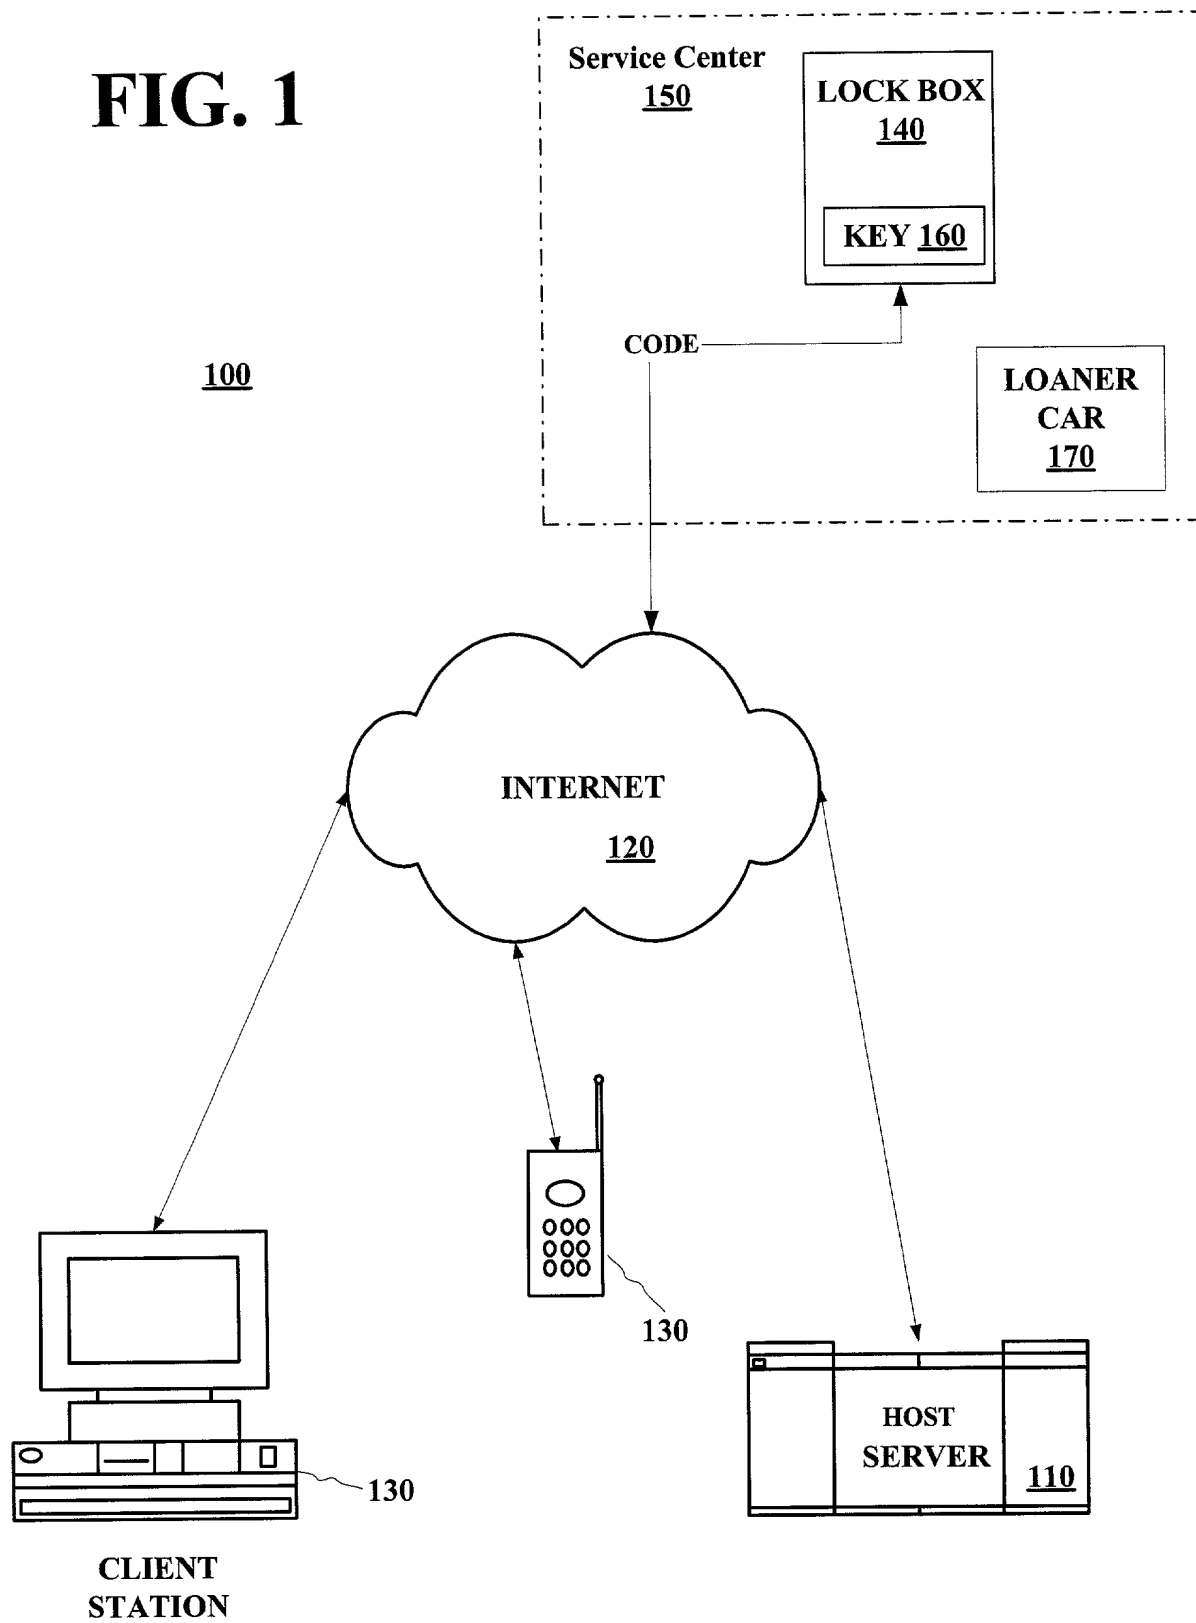 FIG. 1
Service Center
150
LOCK BOX
140
KEY 160
CODE
100
LOANER
CAR
170
INTERNET
120
130
HOST
SERVER
110
130
CLIENT
STATION